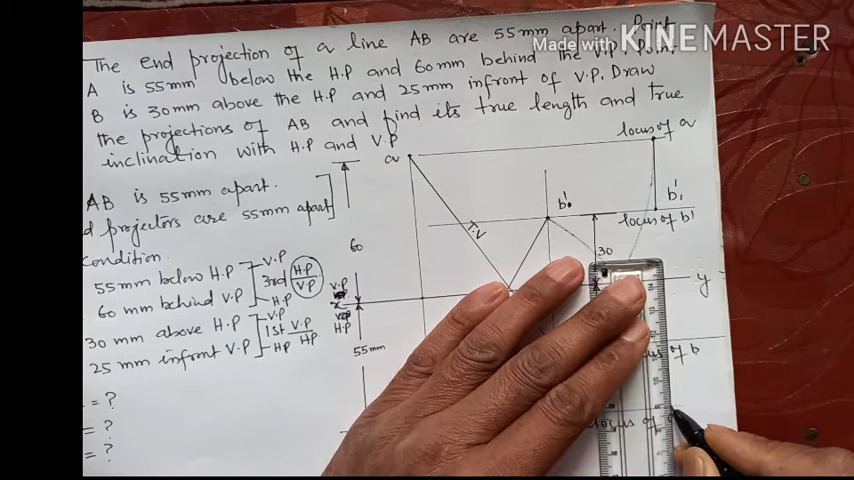 The end projection of a line AB are 55mm apart. Point
Made with KINEMASTER
A is 55mm below the H.P and 60mm behind the V.P. Point
B is 30mm above the H.P and 25mm infront of V.P. Draw
the projections of AB and find its true length and true
inclination with H.P and V.P
AB is 55mm apart.
d projectors are 55mm apart
Condition
55mm below H.P
60 mm behind V.P
V.P
3rd H.P
V.P
H.P
30 mm above H.P
25 mm infront V.P
V.P
1st V.P
HP
HP
= ?
= ?
= ?
60
V.P
H.P
x
V.P
H.P
55mm
a
locus of a
T.V
b'
b'1
locus of b'
30
y
of b
locus of